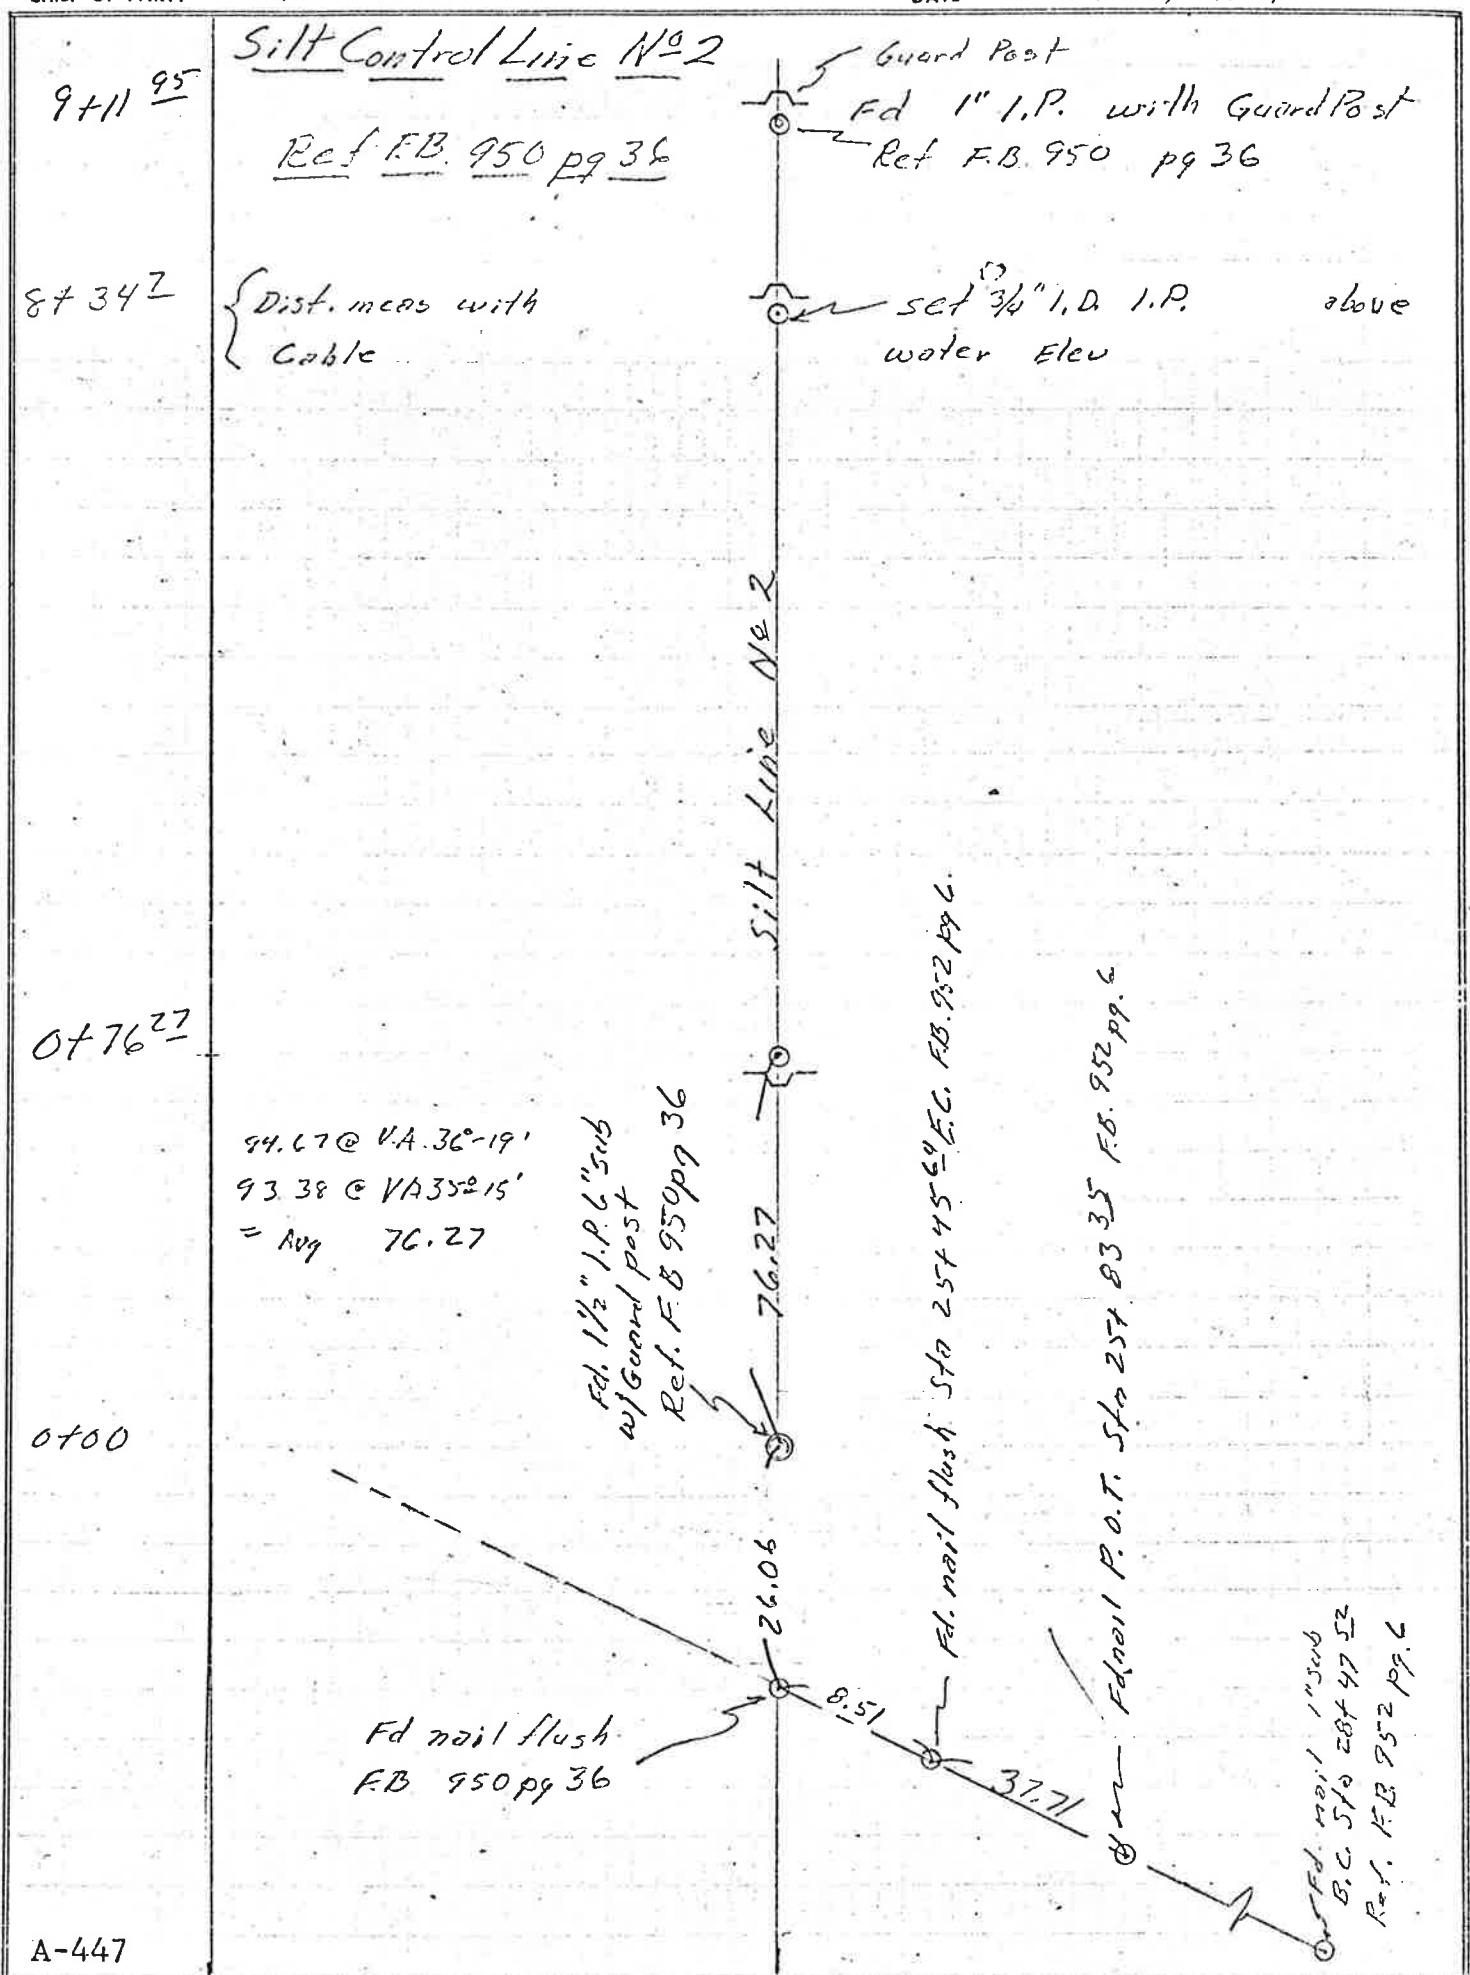 Silt Control Line Nº 2
Ref F.B. 950 pg 36
9+11 95
Guard Post
Fd 1" I.P. with Guard Post
Ref F.B. 950 pg 36
8+34 7
Dist. meas with
Cable
set 3/4" I.D. I.P. above
water Elev
Silt Line Nº 2
0+76 27
94.67 @ V.A. 36°-19'
93.38 @ VA 35º15'
= Avg 76.27
Fd. 1½" I.P. 6" sub
w/ Guard post
Ref. F.B 950 pg 36
76.27
0+00
26.06
Fd nail flush
F.B 950 pg 36
8.51
Fd. nail flush Sta 25+45 64 E.C. F.B. 952 pg 6.
37.71
Fd nail P.O.T. Sta 25+ 83 35 F.B. 952 pg. 6
Fd. nail 1" sub
B.C. Sta 28+47 52
Ref. F.B. 952 pg. 6
A-447